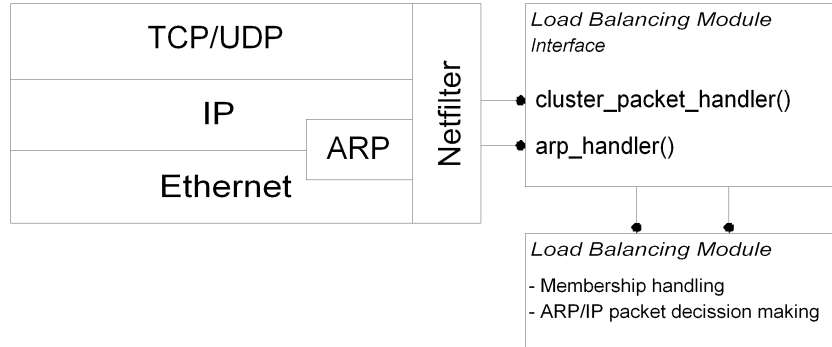 TCP/UDP
IP
ARP
Ethernet
Netfilter
Load Balancing Module
Interface
cluster_packet_handler()
arp_handler()
Load Balancing Module
- Membership handling
- ARP/IP packet decission making